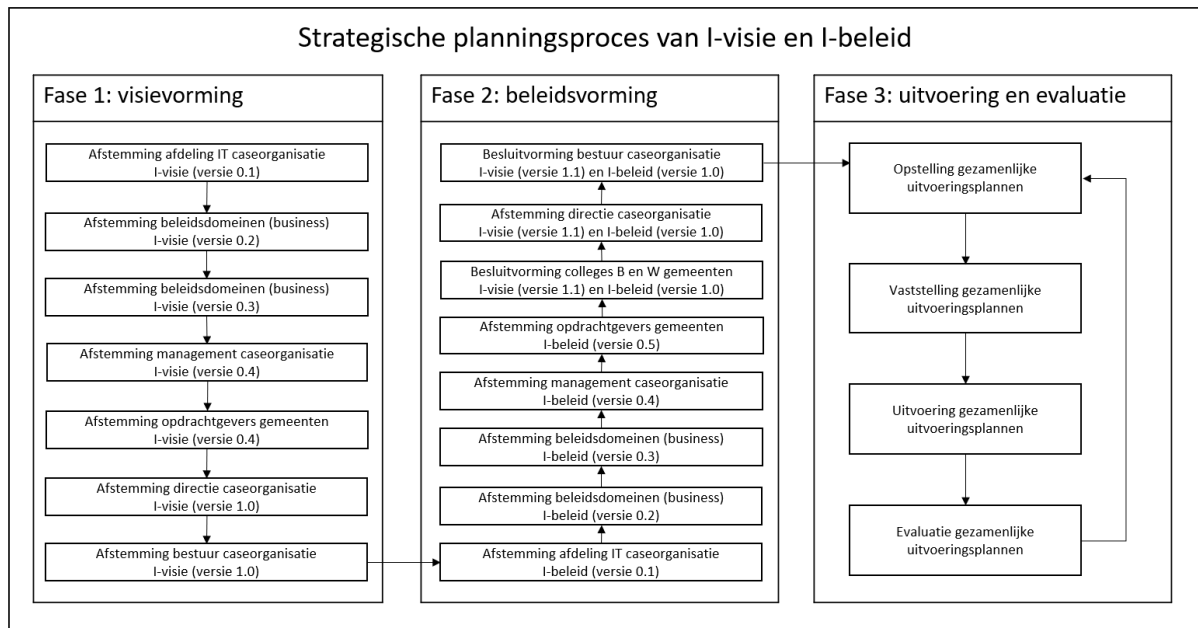 Strategische planningsproces van I-visie en I-beleid
Fase 1: visievorming
Afstemming afdeling IT caseorganisatie
I-visie (versie 0.1)
Afstemming beleidsdomeinen (business)
I-visie (versie 0.2)
Afstemming beleidsdomeinen (business)
I-visie (versie 0.3)
Afstemming management caseorganisatie
I-visie (versie 0.4)
Afstemming opdrachtgevers gemeenten
I-visie (versie 0.4)
Afstemming directie caseorganisatie
I-visie (versie 1.0)
Afstemming bestuur caseorganisatie
I-visie (versie 1.0)
Fase 2: beleidsvorming
Besluitvorming bestuur caseorganisatie
I-visie (versie 1.1) en I-beleid (versie 1.0)
Afstemming directie caseorganisatie
I-visie (versie 1.1) en I-beleid (versie 1.0)
Besluitvorming colleges B en W gemeenten
I-visie (versie 1.1) en I-beleid (versie 1.0)
Afstemming opdrachtgevers gemeenten
I-beleid (versie 0.5)
Afstemming management caseorganisatie
I-beleid (versie 0.4)
Afstemming beleidsdomeinen (business)
I-beleid (versie 0.3)
Afstemming beleidsdomeinen (business)
I-beleid (versie 0.2)
Afstemming afdeling IT caseorganisatie
I-beleid (versie 0.1)
Fase 3: uitvoering en evaluatie
Opstelling gezamenlijke
uitvoeringsplannen
Vaststelling gezamenlijke
uitvoeringsplannen
Uitvoering gezamenlijke
uitvoeringsplannen
Evaluatie gezamenlijke
uitvoeringsplannen